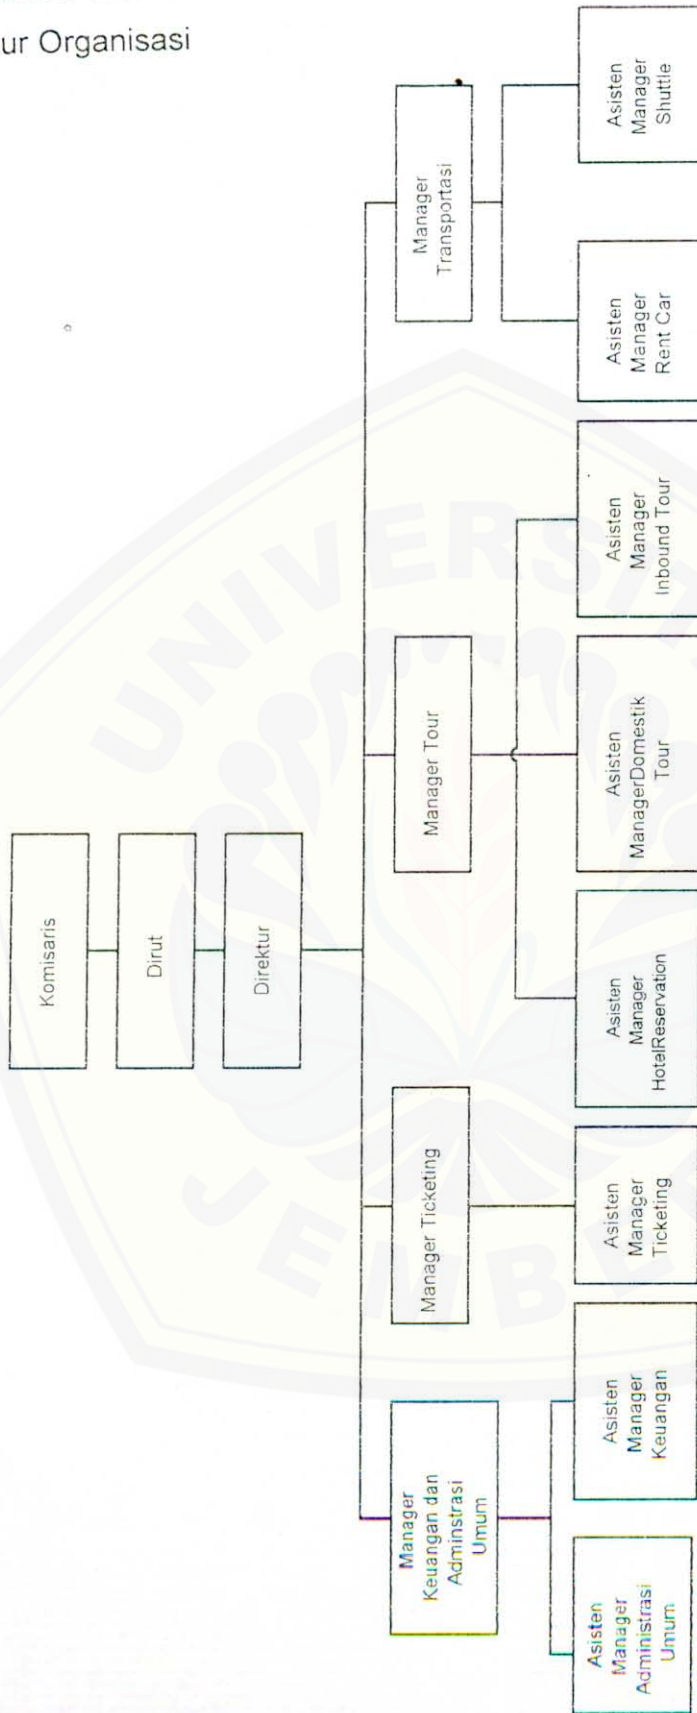 ur Organisasi
Komisaris
Dirut
Direktur
Manager
Keuangan dan
Adminstrasi
Umum
Manager Ticketing
Manager Tour
Manager
Transportasi
Asisten
Manager
Administrasi
Umum
Asisten
Manager
Keuangan
Asisten
Manager
Ticketing
Asisten
Manager
HotelReservation
Asisten
ManagerDomestik
Tour
Asisten
Manager
Inbound Tour
Asisten
Manager
Rent Car
Asisten
Manager
Shuttle
UNIVERSIT
JEMBE